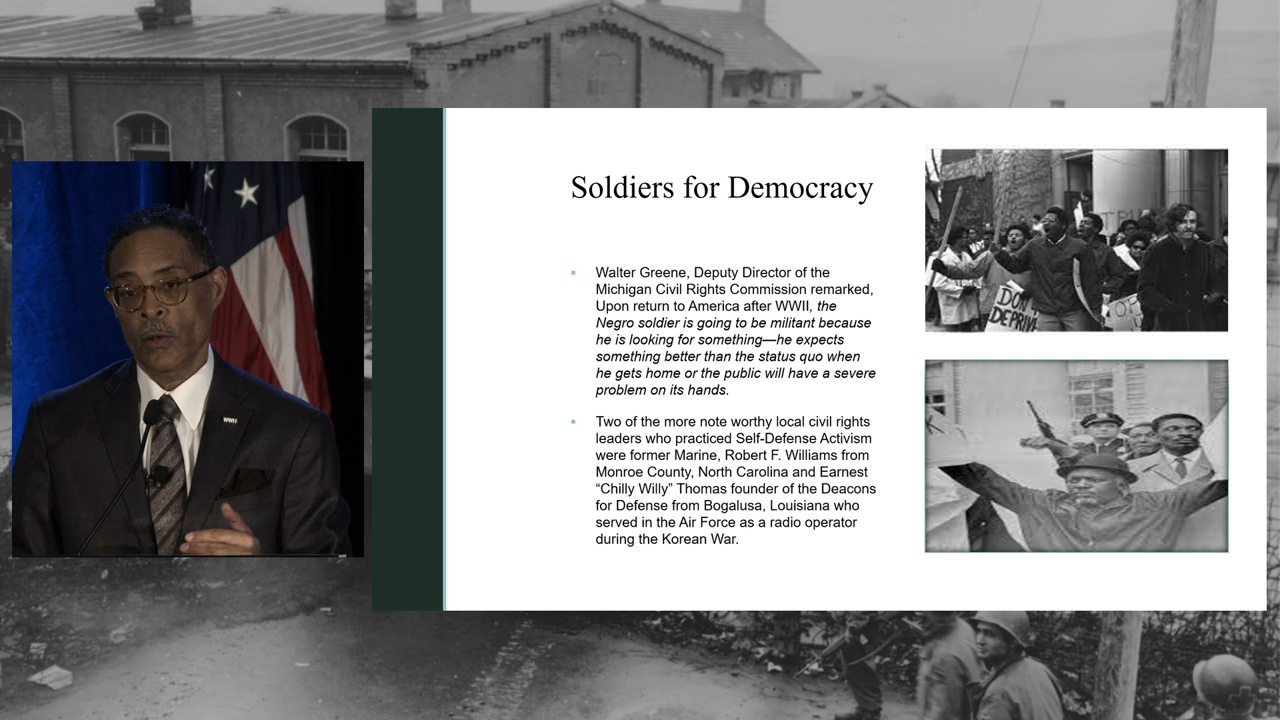 Soldiers for Democracy
Walter Greene, Deputy Director of the
Michigan Civil Rights Commission remarked,
Upon return to America after WWII, the
Negro soldier is going to be militant because
he is looking for something—he expects
something better than the status quo when
he gets home or the public will have a severe
problem on its hands.
Two of the more note worthy local civil rights
leaders who practiced Self-Defense Activism
were former Marine, Robert F. Williams from
Monroe County, North Carolina and Earnest
“Chilly Willy” Thomas founder of the Deacons
for Defense from Bogalusa, Louisiana who
served in the Air Force as a radio operator
during the Korean War.
WWII
DON'T
DEPRIVE